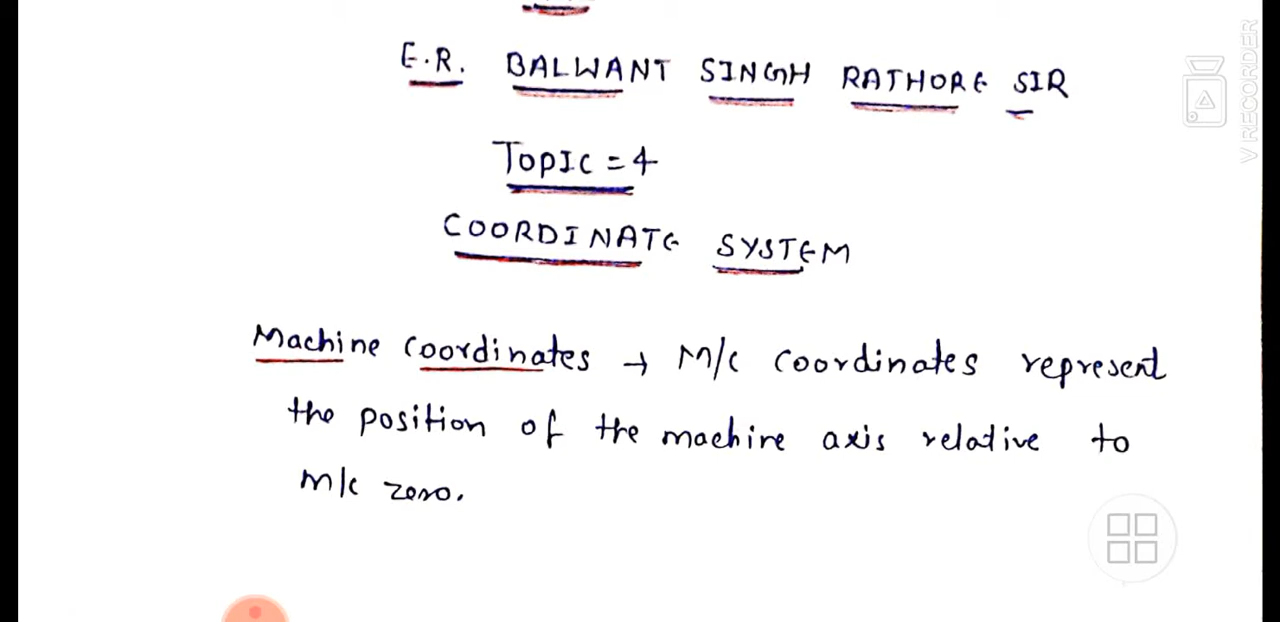 E.R. BALWANT SINGH RATHORE SIR
TOPIC = 4
COORDINATE SYSTEM
Machine Coordinates → M/C coordinates represent
the position of the machine axis relative to
M/C zero.
V RECORDER